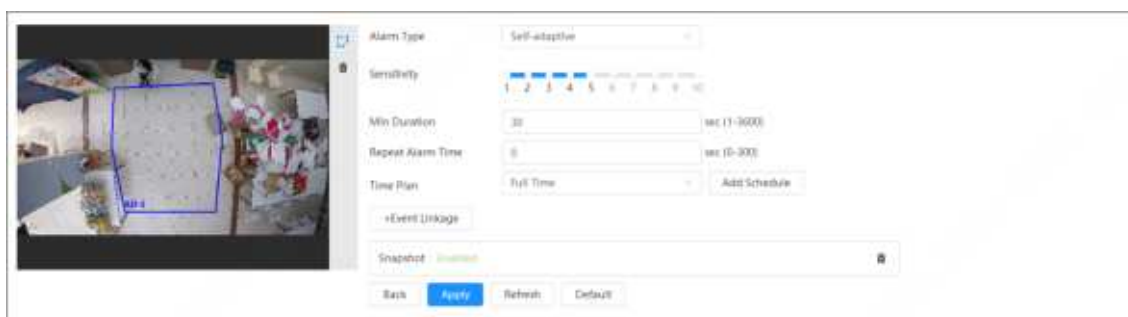 Alarm Type Self-adaptive
Sensitivity
1 2 3 4 5 6 7 8 9 10
Min Duration 30 sec (1-3600)
Repeat Alarm Time 0 sec (0-300)
Time Plan Full Time Add Schedule
+Event Linkage
Snapshot Enabled
Back Apply Refresh Default